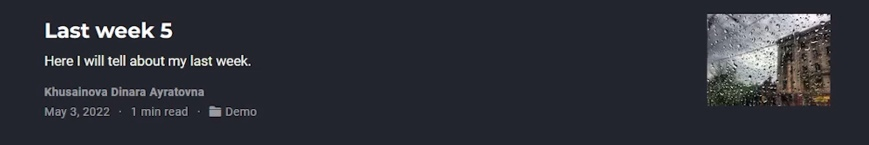 Last week 5
Here I will tell about my last week.
Khusainova Dinara Ayratovna
May 3, 2022 · 1 min read · Demo